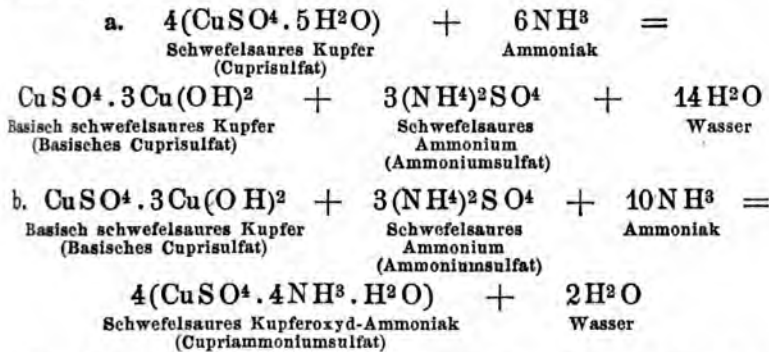 a. 4(CuSO⁴.5H²O) + 6NH³ =
Schwefelsaures Kupfer Ammoniak
(Cuprisulfat)
CuSO⁴.3Cu(OH)² + 3(NH⁴)²SO⁴ + 14H²O
Basisch schwefelsaures Kupfer Schwefelsaures Wasser
(Basisches Cuprisulfat) Ammonium
(Ammoniumsulfat)
b. CuSO⁴.3Cu(OH)² + 3(NH⁴)²SO⁴ + 10NH³ =
Basisch schwefelsaures Kupfer Schwefelsaures Ammoniak
(Basisches Cuprisulfat) Ammonium
(Ammoniumsulfat)
4(CuSO⁴.4NH³.H²O) + 2H²O
Schwefelsaures Kupferoxyd-Ammoniak Wasser
(Cupriammoniumsulfat)